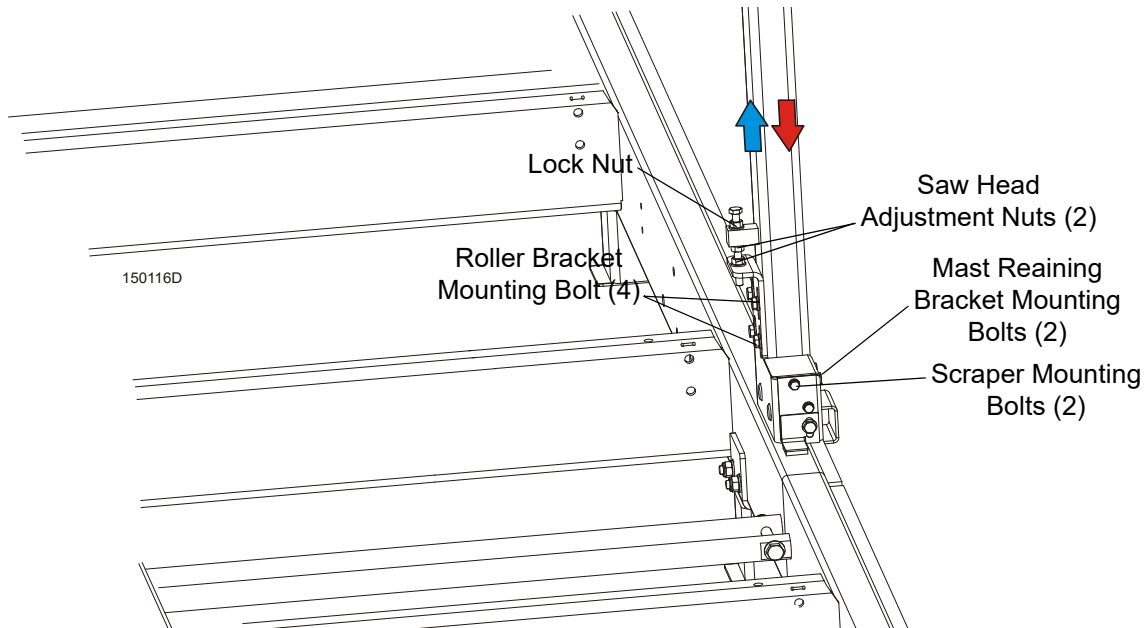 Lock Nut
Saw Head
Adjustment Nuts (2)
Roller Bracket
Mounting Bolt (4)
150116D
Mast Reaining
Bracket Mounting
Bolts (2)
Scraper Mounting
Bolts (2)